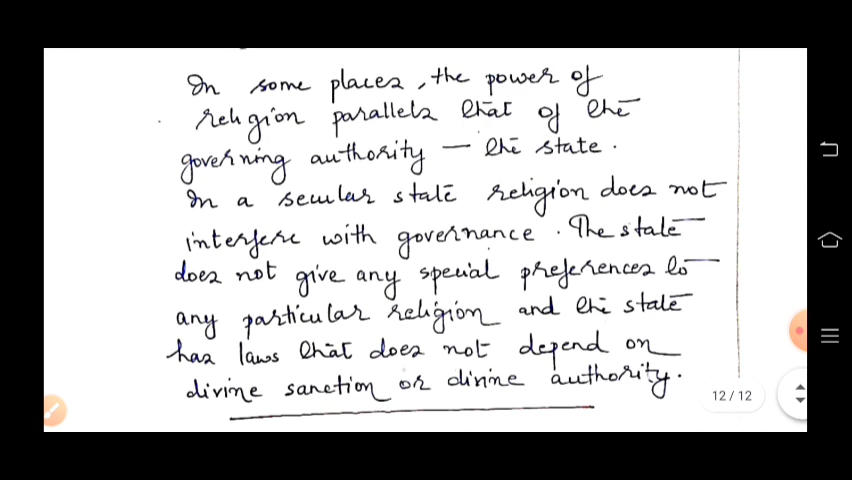 In some places, the power of
religion parallels that of the
governing authority — the state.
In a secular state religion does not
interfere with governance. The state
does not give any special preferences to
any particular religion and the state
has laws that does not depend on
divine sanction or divine authority.
12 / 12